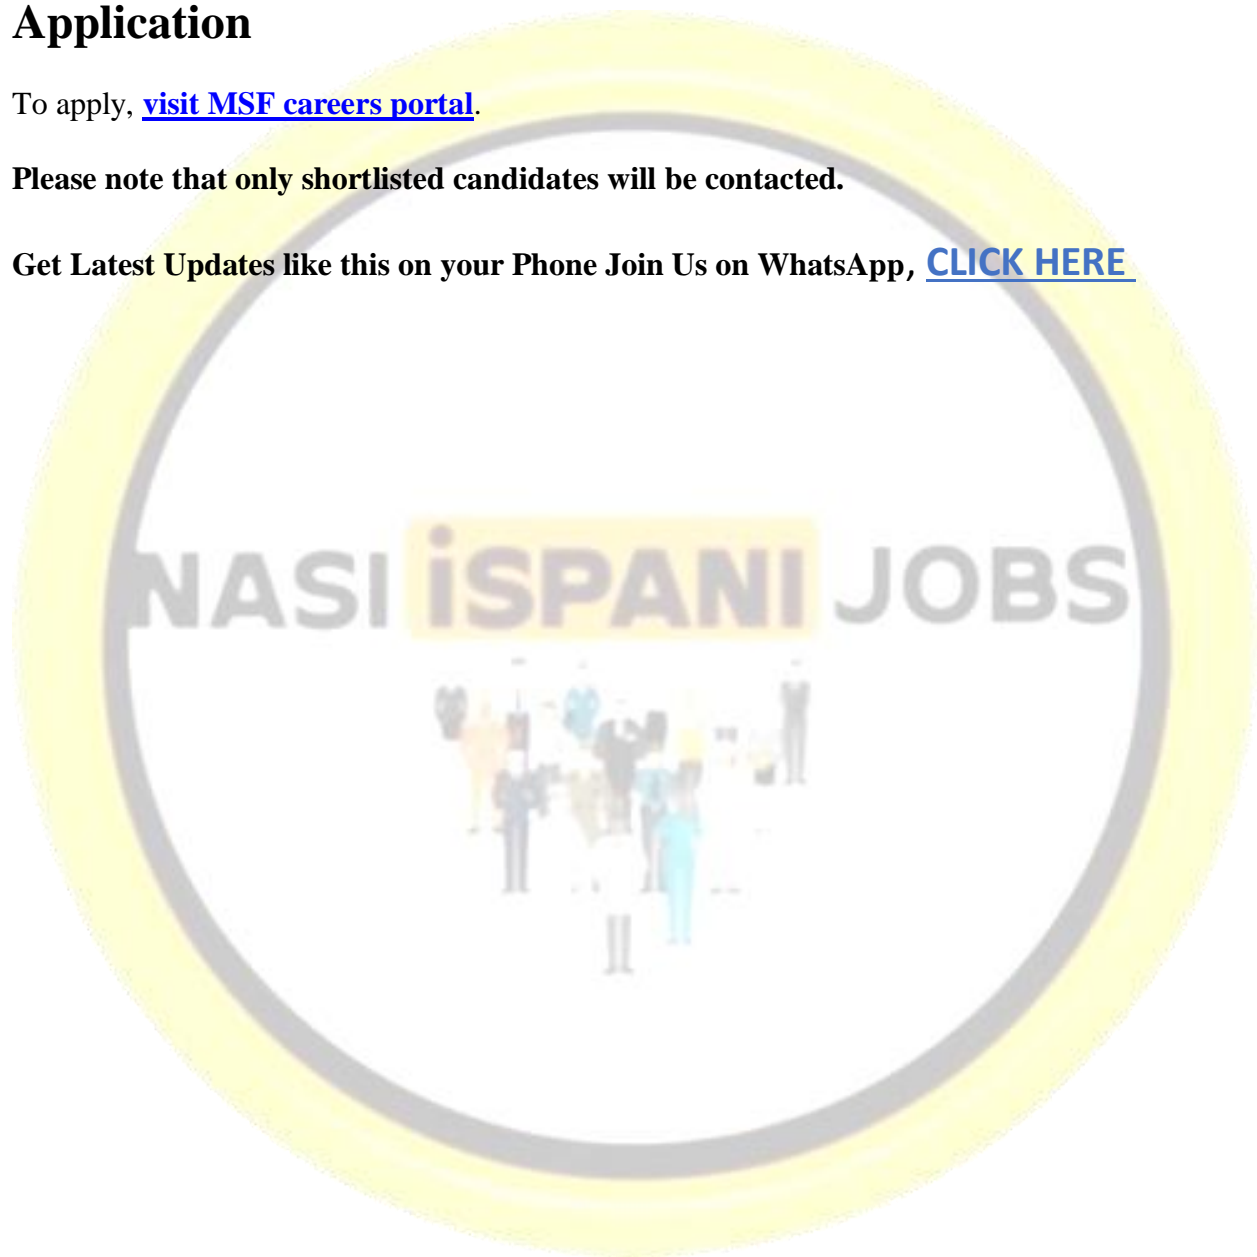 Application
To apply, visit MSF careers portal.
Please note that only shortlisted candidates will be contacted.
Get Latest Updates like this on your Phone Join Us on WhatsApp, CLICK HERE
NASI iSPANI JOBS